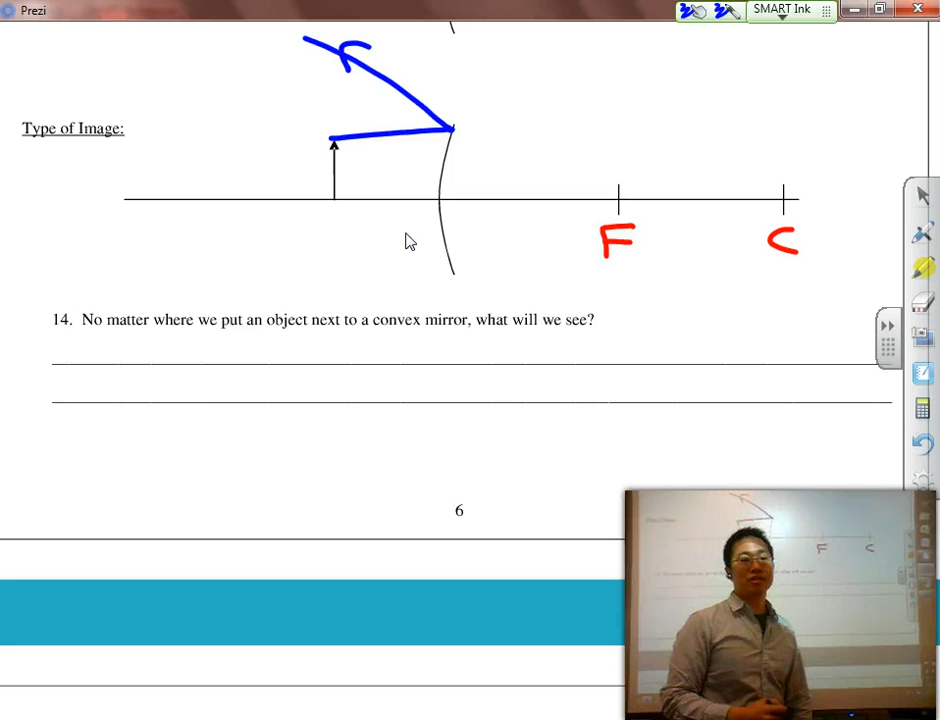 Prezi
SMART Ink
Type of Image:
F
C
14. No matter where we put an object next to a convex mirror, what will we see?
6
F
C